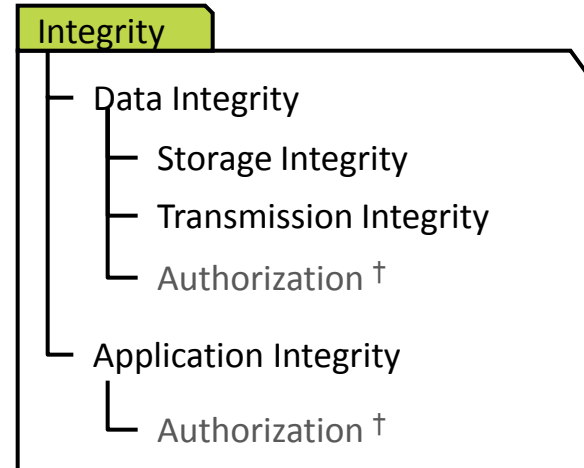 Integrity
Data Integrity
Storage Integrity
Transmission Integrity
Authorization †
Application Integrity
Authorization †